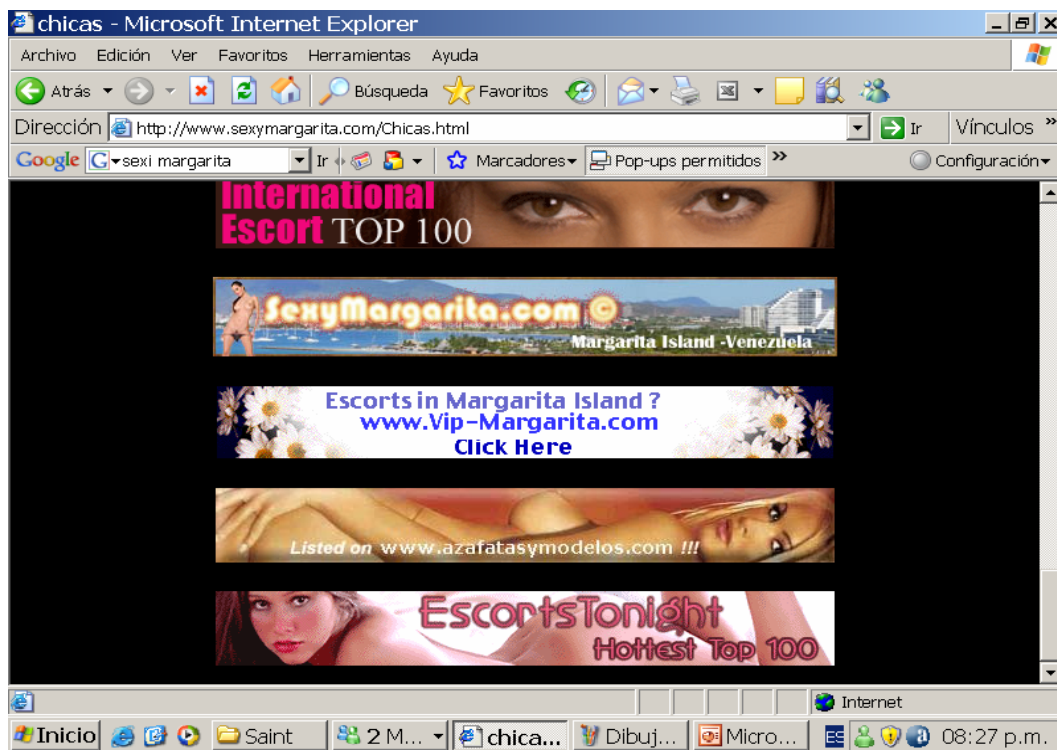 chicas - Microsoft Internet Explorer
Archivo Edición Ver Favoritos Herramientas Ayuda
Atrás Búsqueda Favoritos
Dirección http://www.sexymargarita.com/Chicas.html Ir Vínculos »
Google G sexi margarita Ir Marcadores Pop-ups permitidos » Configuración
International
Escort TOP 100
SexyMargarita.com ©
Margarita Island -Venezuela
Escorts in Margarita Island ?
www.Vip-Margarita.com
Click Here
Listed on www.azafatasymodelos.com !!!
EscortsTonight
Hottest Top 100
Internet
Inicio Saint 2 M... chica... Dibuj... Micro... ES 08:27 p.m.